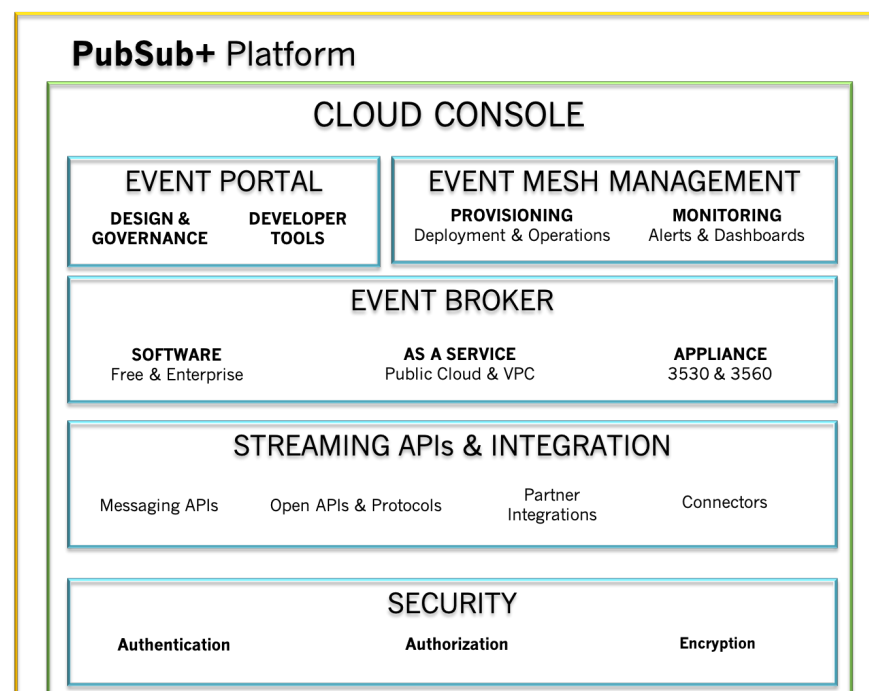 PubSub+ Platform
CLOUD CONSOLE
EVENT PORTAL
DESIGN &
GOVERNANCE
DEVELOPER
TOOLS
EVENT MESH MANAGEMENT
PROVISIONING
Deployment & Operations
MONITORING
Alerts & Dashboards
EVENT BROKER
SOFTWARE
Free & Enterprise
AS A SERVICE
Public Cloud & VPC
APPLIANCE
3530 & 3560
STREAMING APIs & INTEGRATION
Messaging APIs
Open APIs & Protocols
Partner
Integrations
Connectors
SECURITY
Authentication
Authorization
Encryption